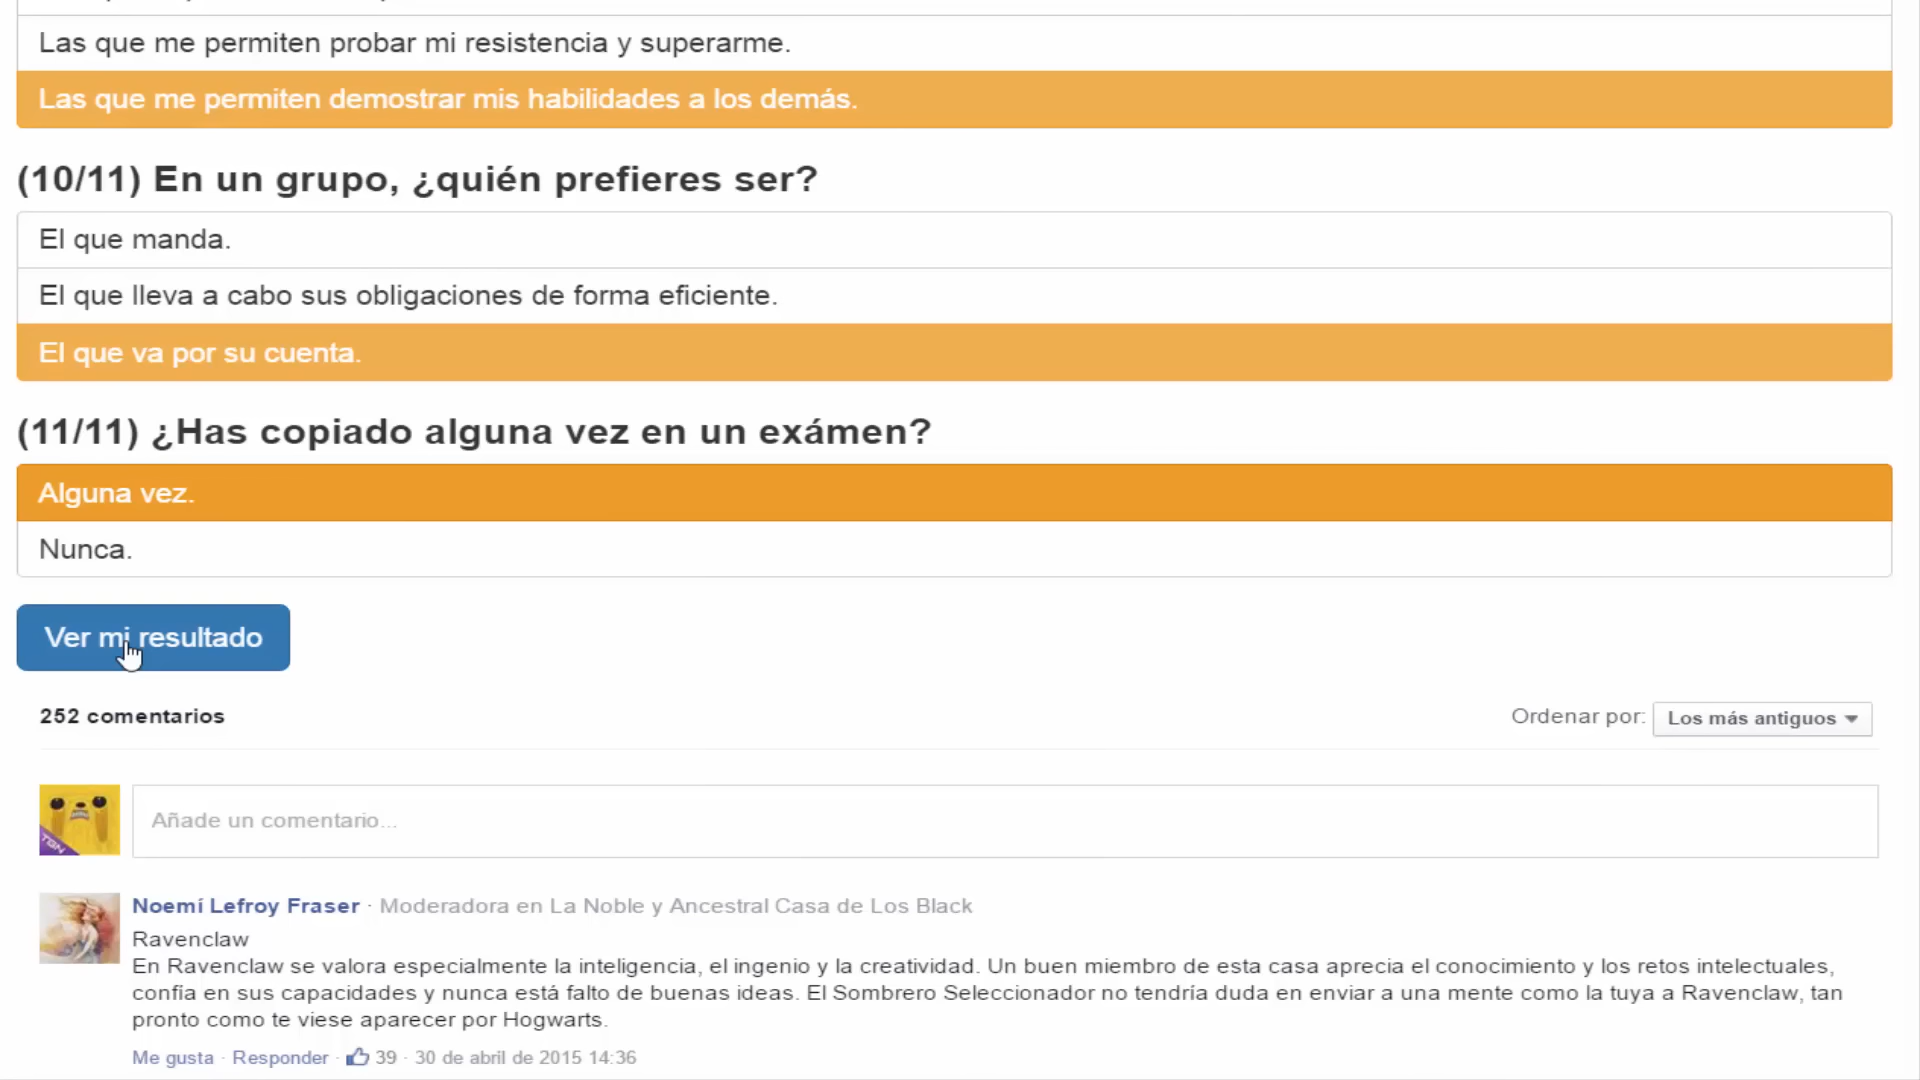 Las que me permiten probar mi resistencia y superarme.
Las que me permiten demostrar mis habilidades a los demás.
(10/11) En un grupo, ¿quién prefieres ser?
El que manda.
El que lleva a cabo sus obligaciones de forma eficiente.
El que va por su cuenta.
(11/11) ¿Has copiado alguna vez en un exámen?
Alguna vez.
Nunca.
Ver mi resultado
252 comentarios
Ordenar por: Los más antiguos
Añade un comentario...
TGN
Noemí Lefroy Fraser · Moderadora en La Noble y Ancestral Casa de Los Black
Ravenclaw
En Ravenclaw se valora especialmente la inteligencia, el ingenio y la creatividad. Un buen miembro de esta casa aprecia el conocimiento y los retos intelectuales,
confía en sus capacidades y nunca está falto de buenas ideas. El Sombrero Seleccionador no tendría duda en enviar a una mente como la tuya a Ravenclaw, tan
pronto como te viese aparecer por Hogwarts.
Me gusta · Responder · 39 · 30 de abril de 2015 14:36